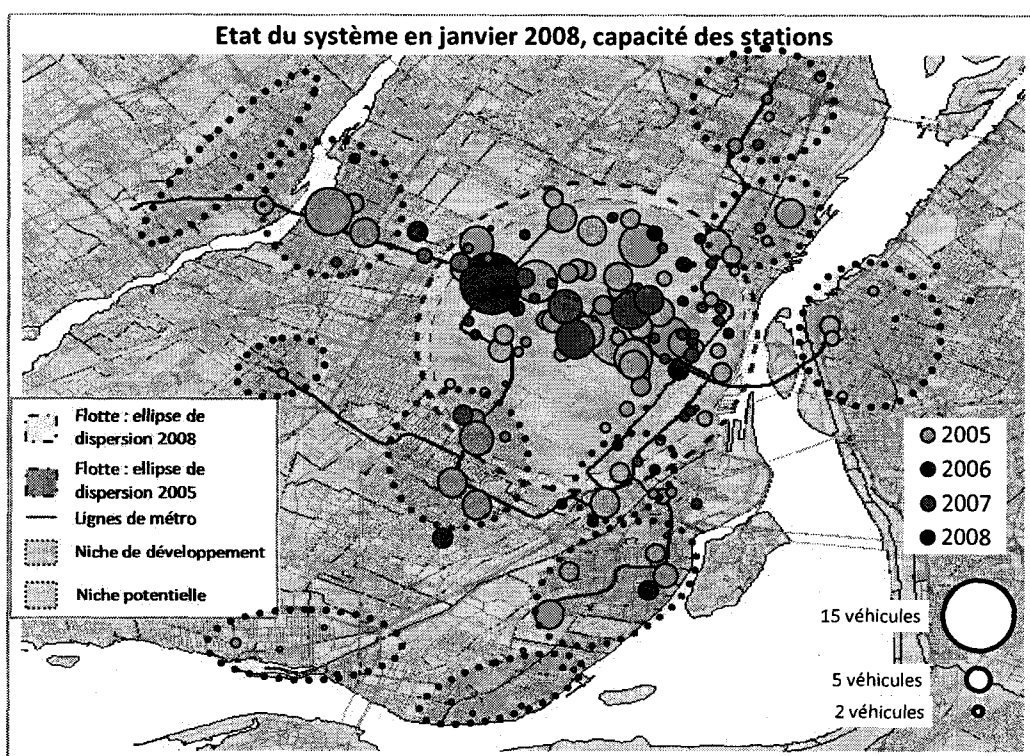 Etat du système en janvier 2008, capacité des stations
Flotte : ellipse de
dispersion 2008
Flotte : ellipse de
dispersion 2005
Lignes de métro
Niche de développement
Niche potentielle
2005
2006
2007
2008
15 véhicules
5 véhicules
2 véhicules